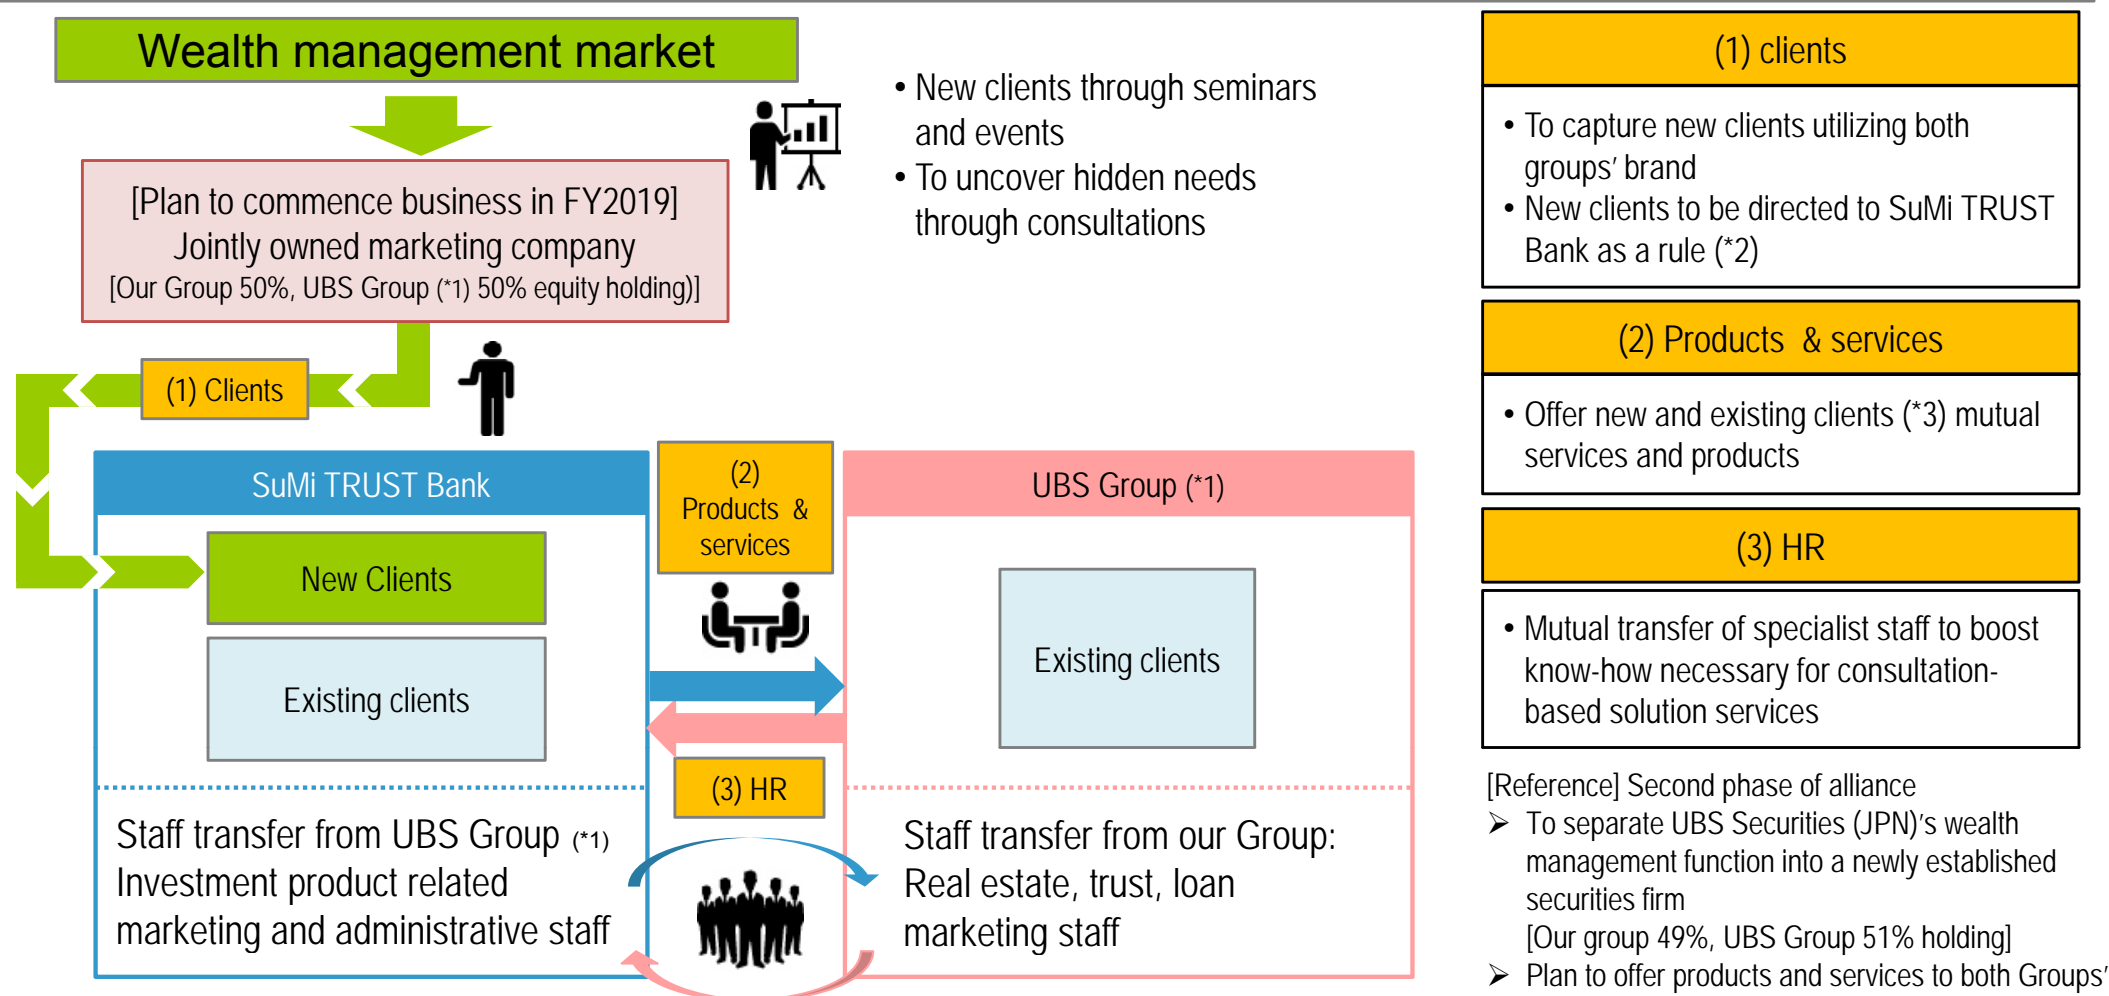 Wealth management market
• New clients through seminars
and events
• To uncover hidden needs
through consultations
[Plan to commence business in FY2019]
Jointly owned marketing company
[Our Group 50%, UBS Group (*1) 50% equity holding)]
(1) Clients
SuMi TRUST Bank
New Clients
Existing clients
(2)
Products &
services
UBS Group (*1)
Existing clients
(3) HR
Staff transfer from UBS Group (*1)
Investment product related
marketing and administrative staff
Staff transfer from our Group:
Real estate, trust, loan
marketing staff
(1) clients
• To capture new clients utilizing both
groups' brand
• New clients to be directed to SuMi TRUST
Bank as a rule (*2)
(2) Products & services
• Offer new and existing clients (*3) mutual
services and products
(3) HR
• Mutual transfer of specialist staff to boost
know-how necessary for consultation-
based solution services
[Reference] Second phase of alliance
➢ To separate UBS Securities (JPN)'s wealth
management function into a newly established
securities firm
[Our group 49%, UBS Group 51% holding]
➢ Plan to offer products and services to both Groups'